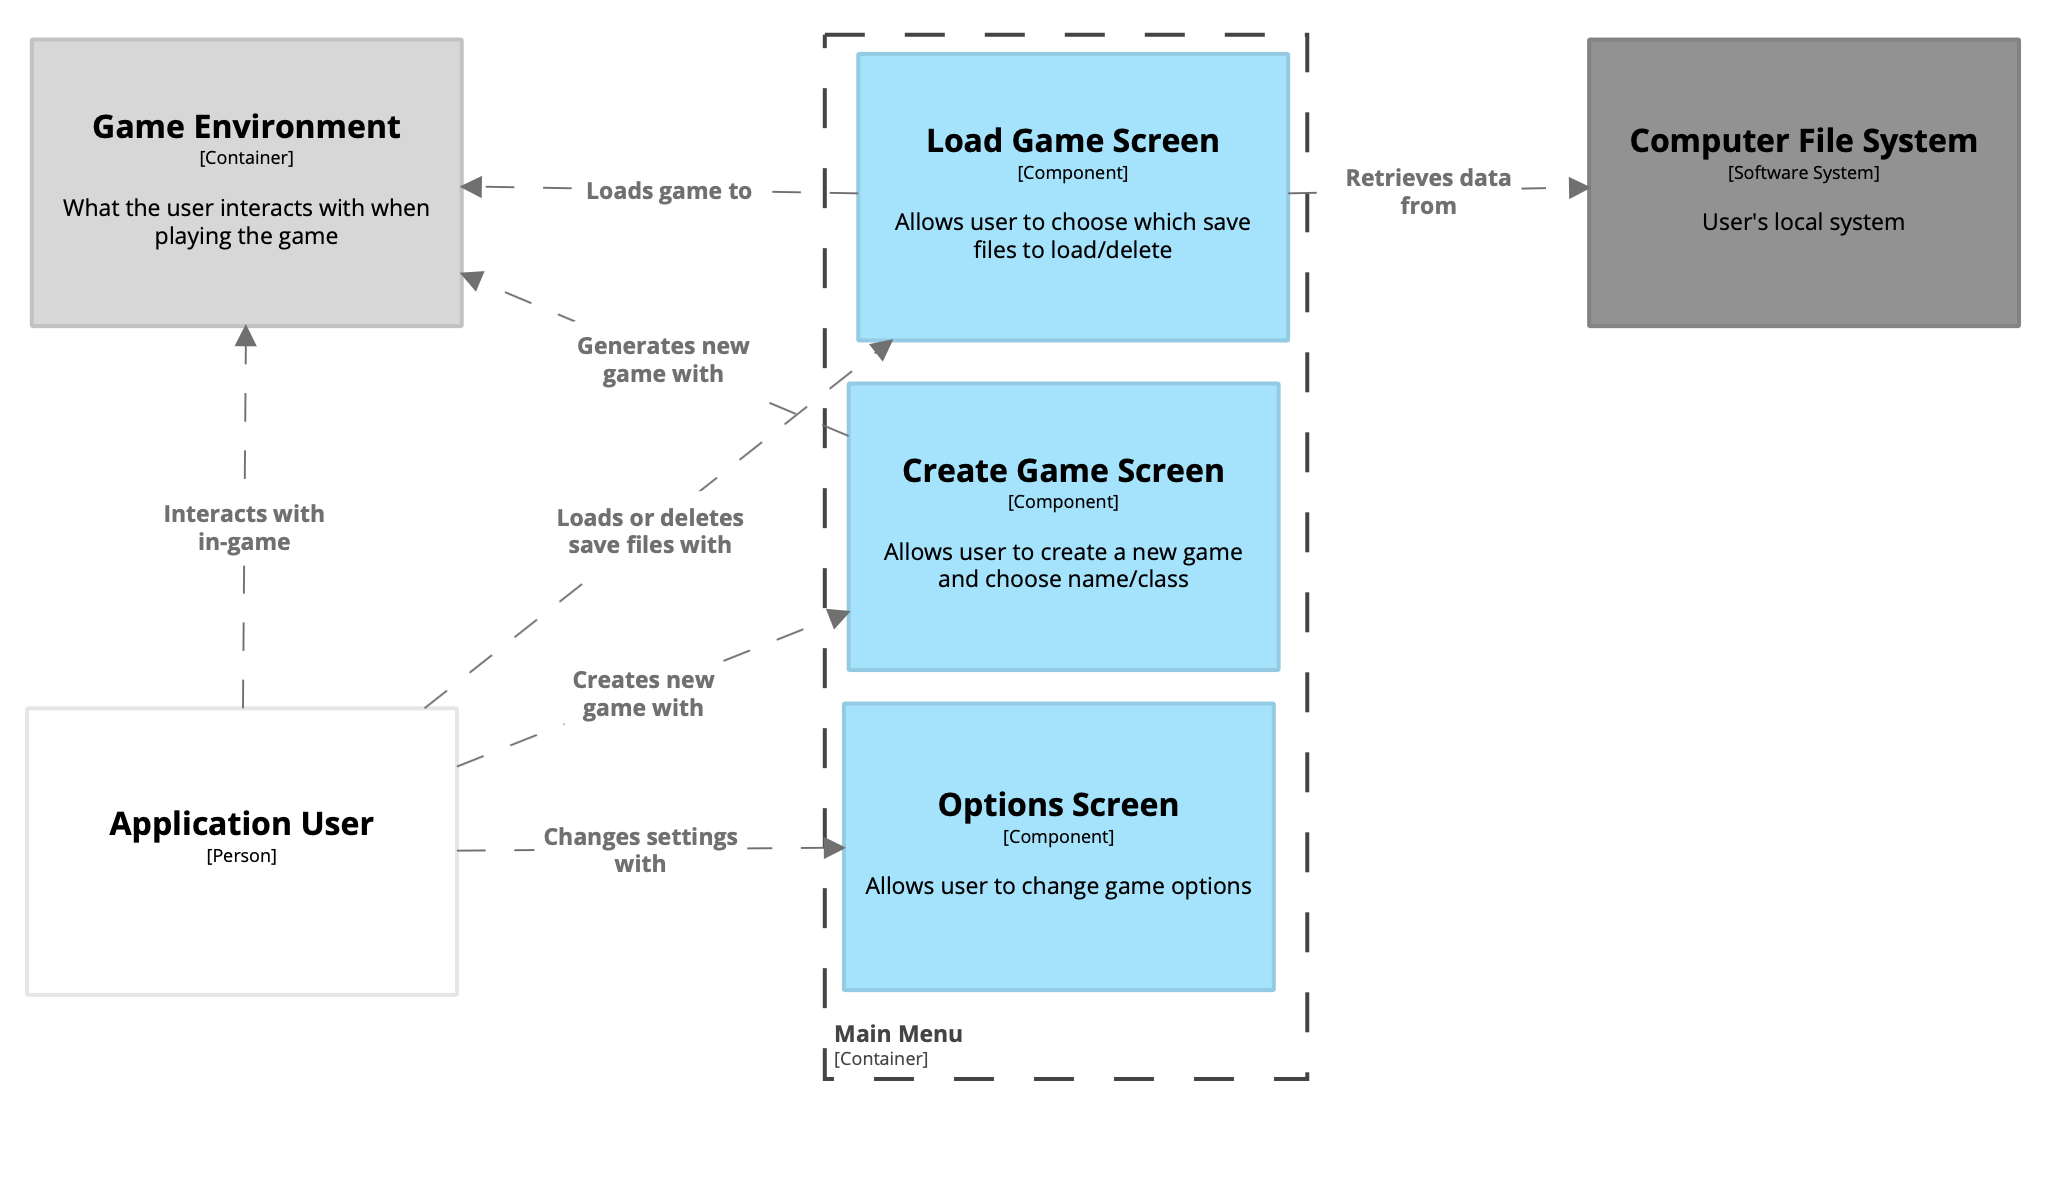 Game Environment
[Container]
What the user interacts with when
playing the game
Loads game to
Load Game Screen
[Component]
Allows user to choose which save
files to load/delete
Retrieves data
from
Computer File System
[Software System]
User's local system
Generates new
game with
Interacts with
in-game
Loads or deletes
save files with
Create Game Screen
[Component]
Allows user to create a new game
and choose name/class
Creates new
game with
Application User
[Person]
Changes settings
with
Options Screen
[Component]
Allows user to change game options
Main Menu
[Container]